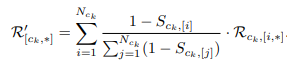 $\mathcal{R}'_{[c_k,*]} = \sum_{i=1}^{N_{c_k}} \frac{1 - S_{c_k,[i]}}{\sum_{j=1}^{N_{c_k}} (1 - S_{c_k,[j]})} \cdot \mathcal{R}_{c_k,[i,*]}.$